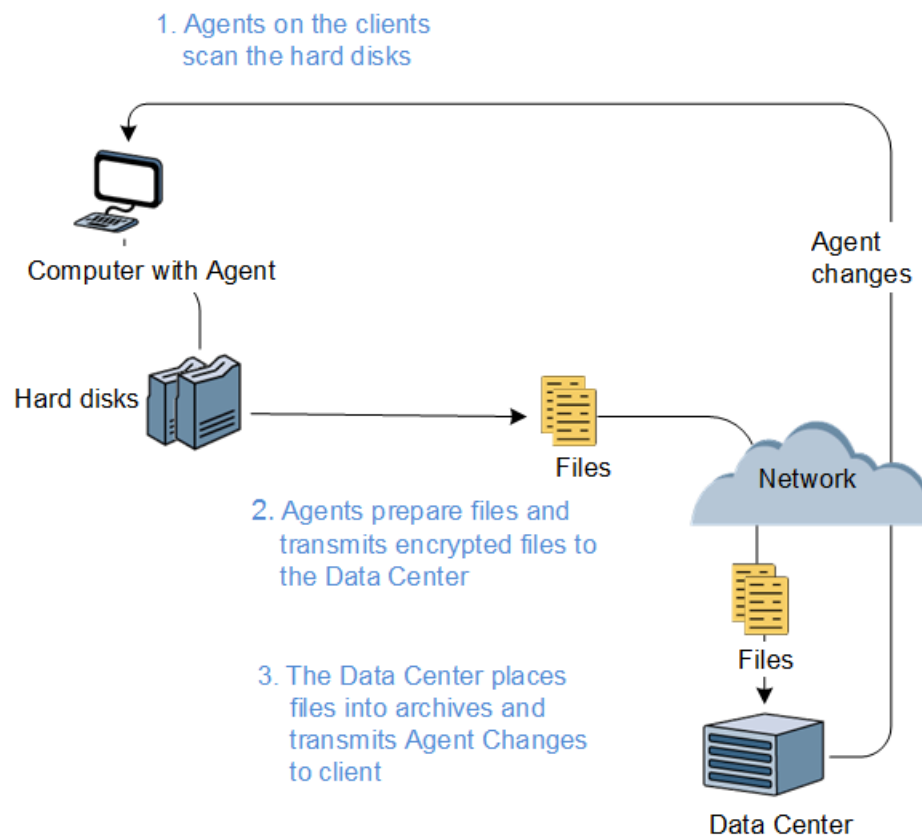 1. Agents on the clients
scan the hard disks
Computer with Agent
Agent
changes
Hard disks
Files
Network
2. Agents prepare files and
transmits encrypted files to
the Data Center
Files
3. The Data Center places
files into archives and
transmits Agent Changes
to client
Data Center